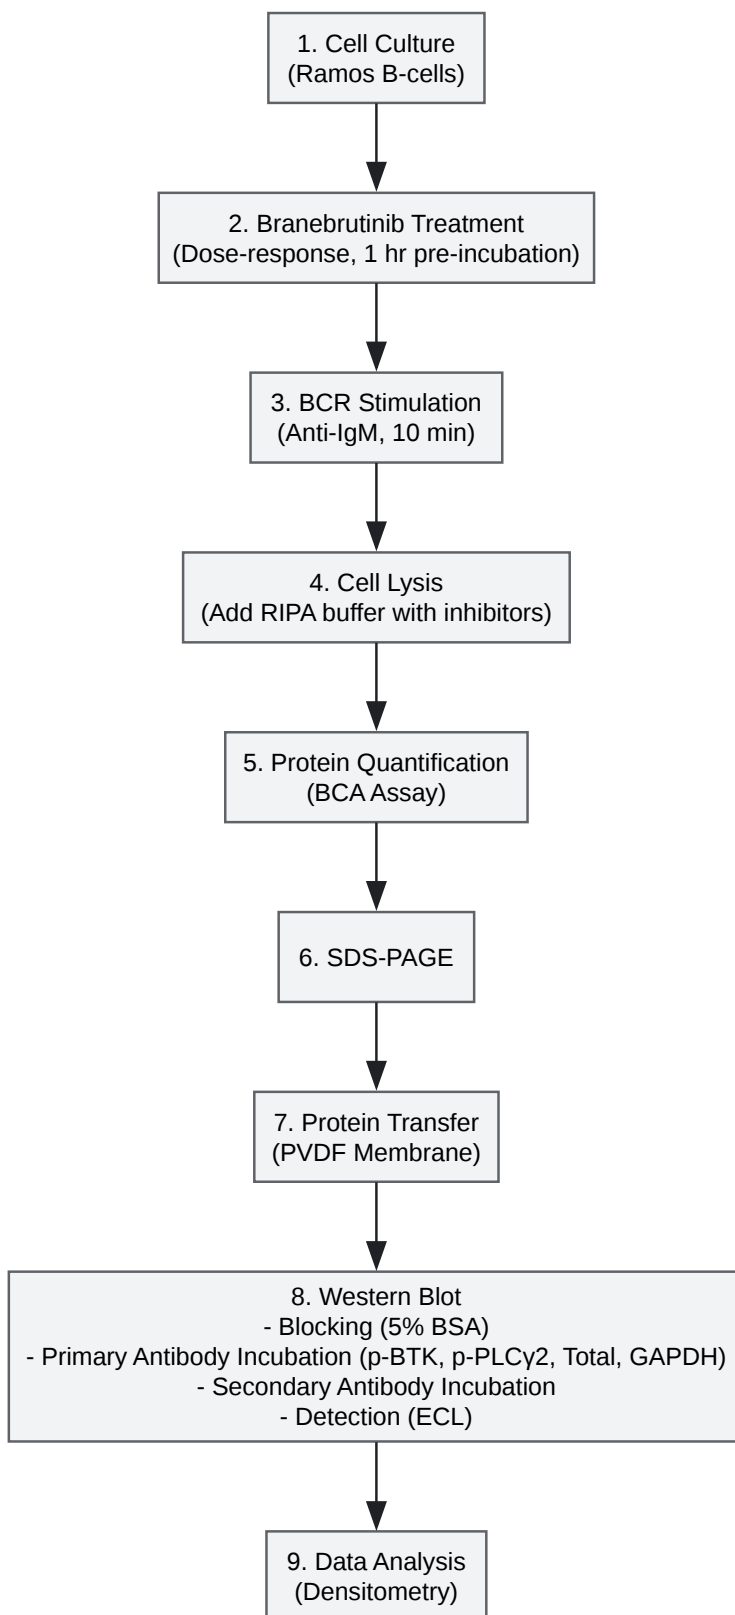 1. Cell Culture
(Ramos B-cells)
2. Branebrutinib Treatment
(Dose-response, 1 hr pre-incubation)
3. BCR Stimulation
(Anti-IgM, 10 min)
4. Cell Lysis
(Add RIPA buffer with inhibitors)
5. Protein Quantification
(BCA Assay)
6. SDS-PAGE
7. Protein Transfer
(PVDF Membrane)
8. Western Blot
- Blocking (5% BSA)
- Primary Antibody Incubation (p-BTK, p-PLCγ2, Total, GAPDH)
- Secondary Antibody Incubation
- Detection (ECL)
9. Data Analysis
(Densitometry)